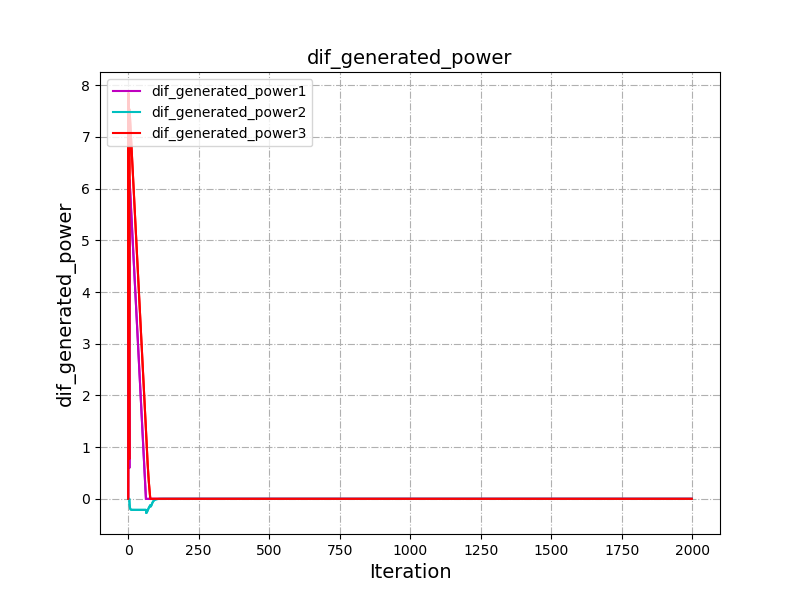 dif_generated_power
dif_generated_power1
dif_generated_power2
dif_generated_power3
dif_generated_power
8
7
6
5
4
3
2
1
0
0 250 500 750 1000 1250 1500 1750 2000
Iteration